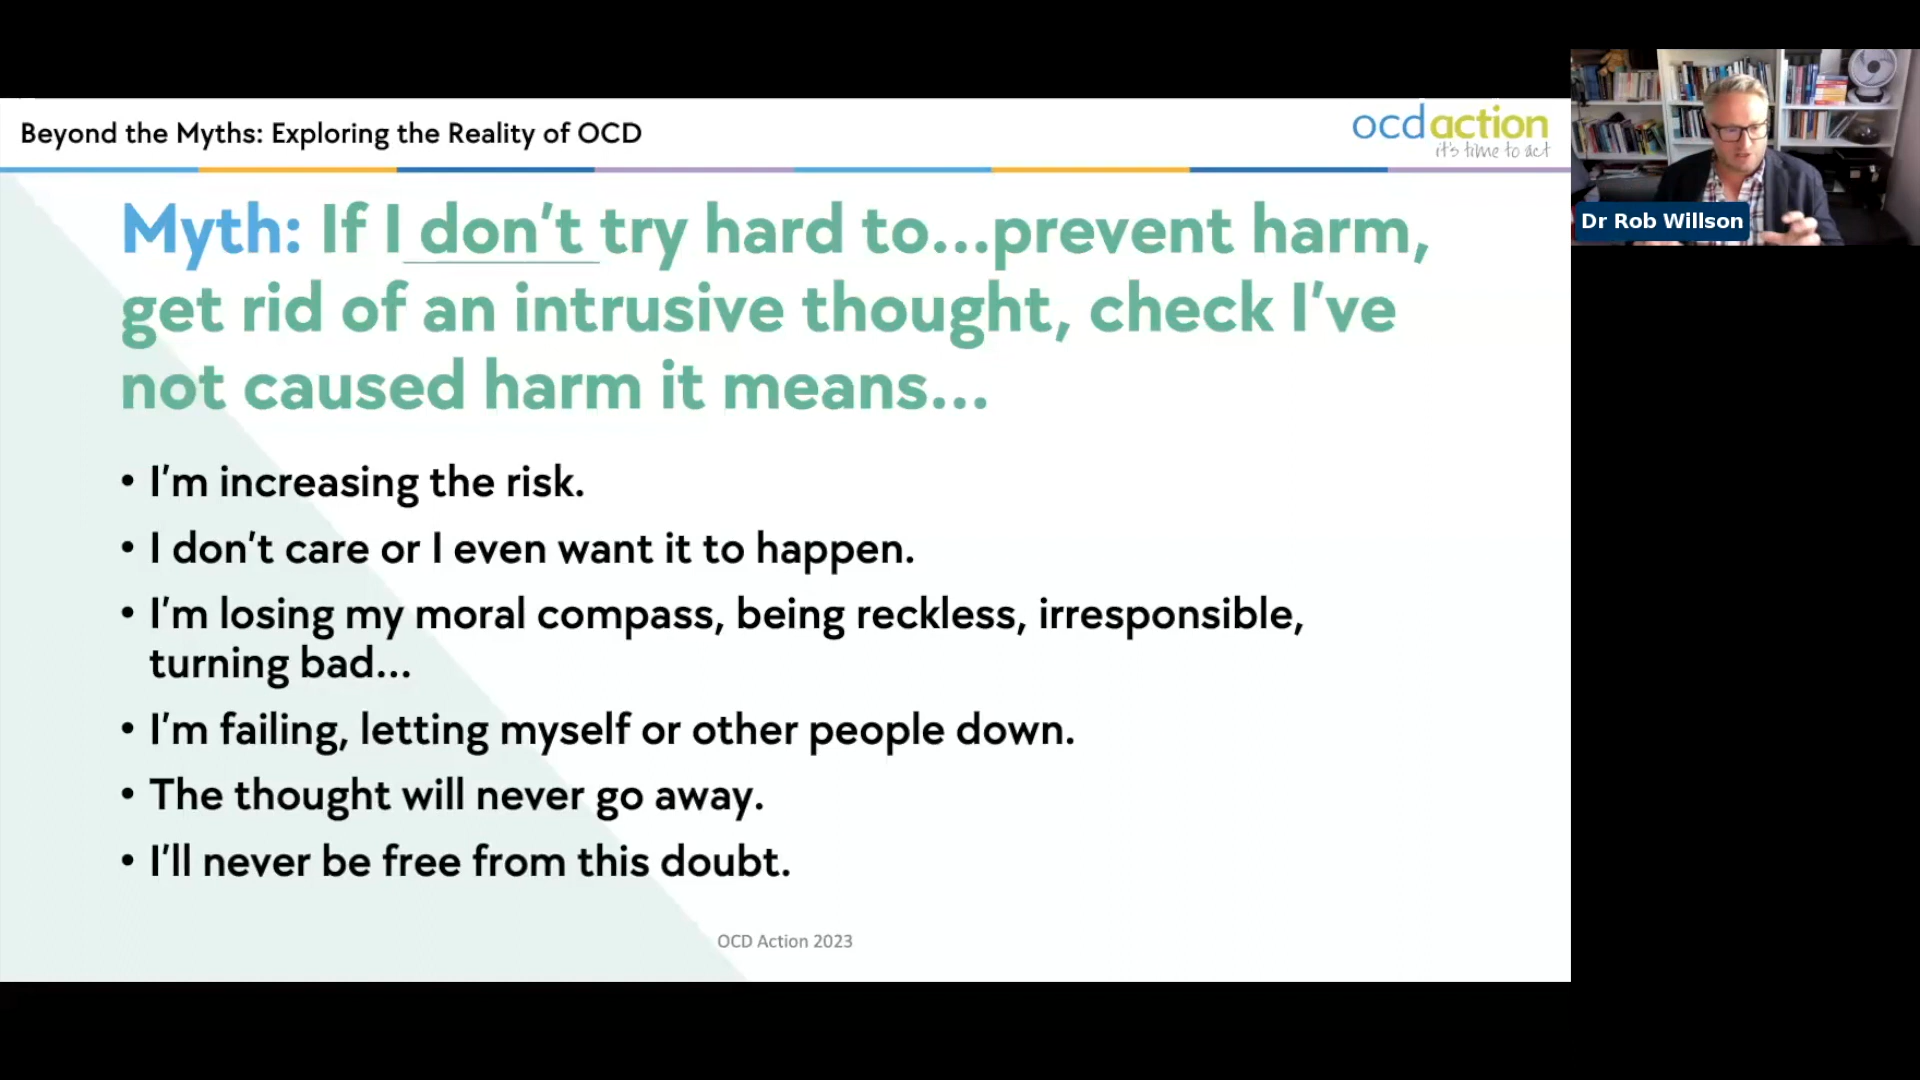 Beyond the Myths: Exploring the Reality of OCD
ocdaction
it's time to act
Dr Rob Willson
Myth: If I don't try hard to...prevent harm,
get rid of an intrusive thought, check I've
not caused harm it means...
• I'm increasing the risk.
• I don't care or I even want it to happen.
• I'm losing my moral compass, being reckless, irresponsible,
turning bad...
• I'm failing, letting myself or other people down.
• The thought will never go away.
• I'll never be free from this doubt.
OCD Action 2023